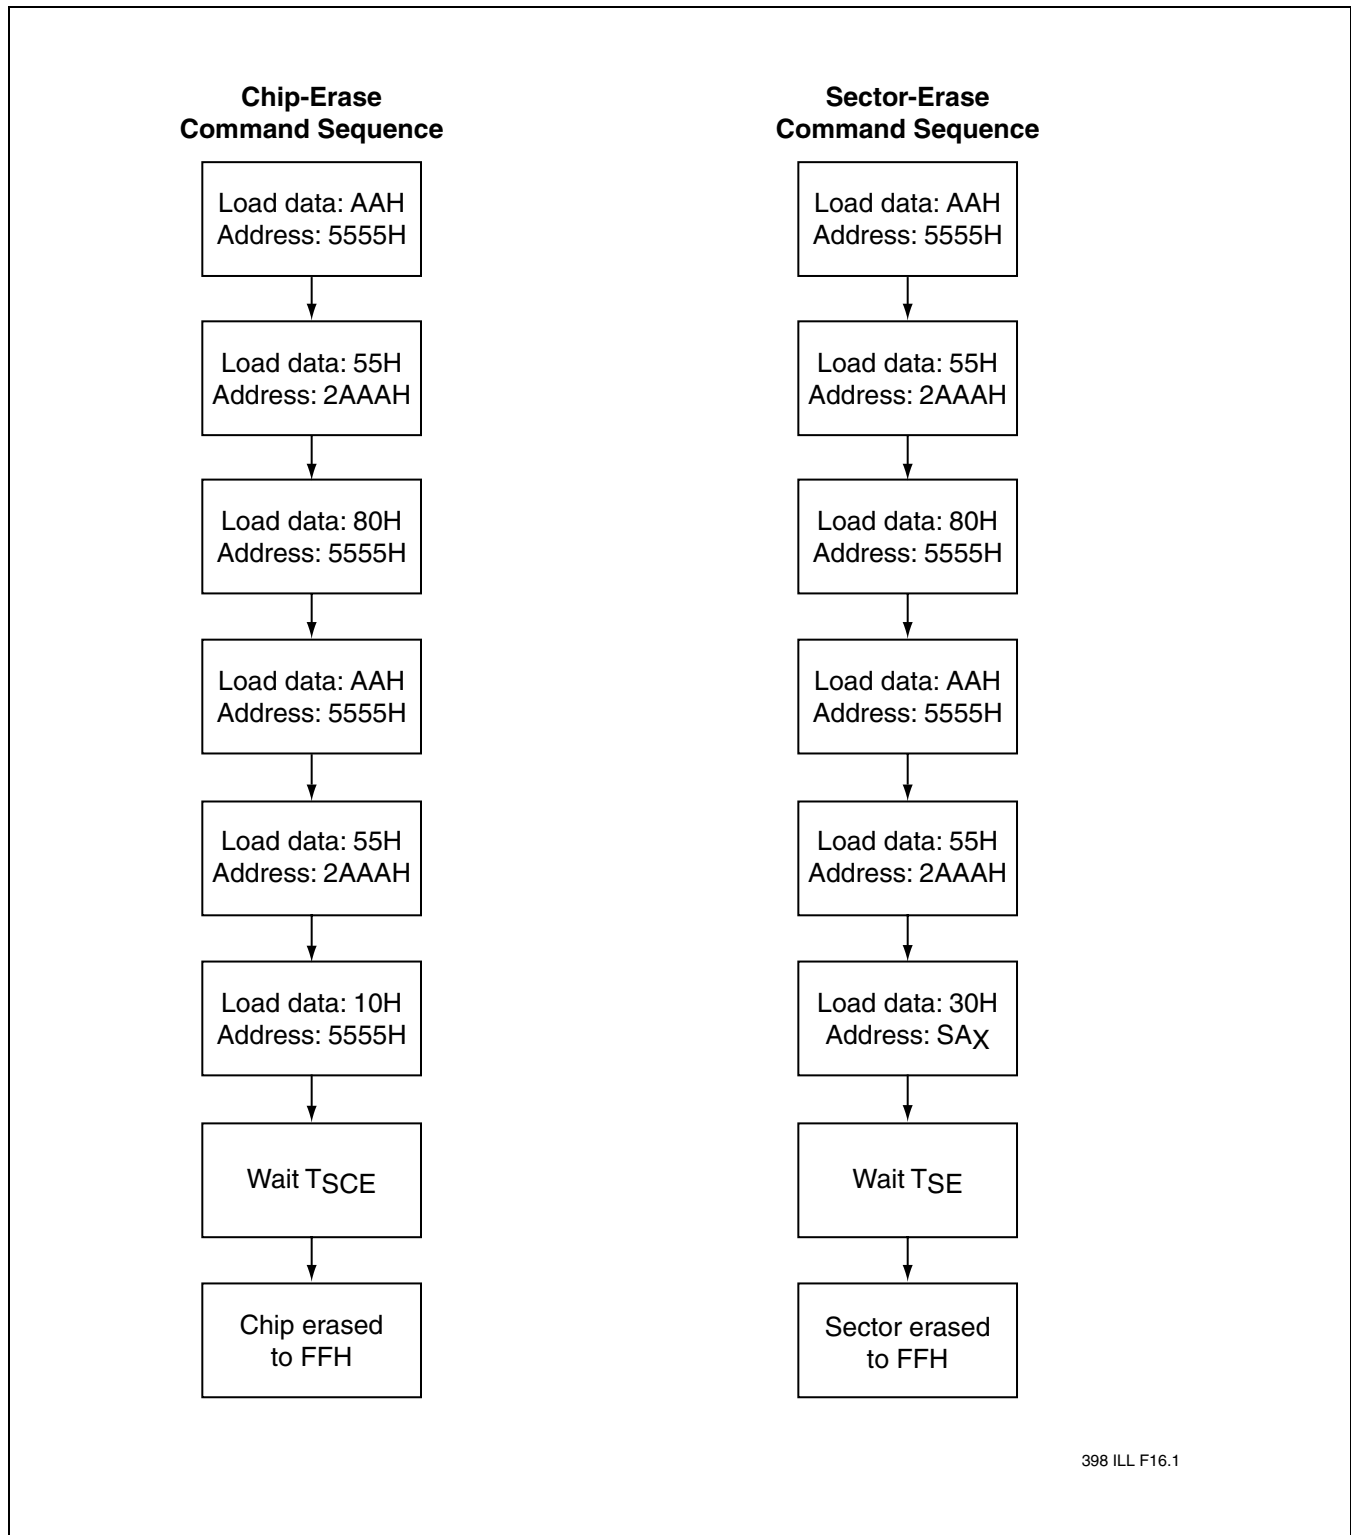 Chip-Erase
Command Sequence
Load data: AAH
Address: 5555H
Load data: 55H
Address: 2AAAH
Load data: 80H
Address: 5555H
Load data: AAH
Address: 5555H
Load data: 55H
Address: 2AAAH
Load data: 10H
Address: 5555H
Wait TSCE
Chip erased
to FFH
Sector-Erase
Command Sequence
Load data: AAH
Address: 5555H
Load data: 55H
Address: 2AAAH
Load data: 80H
Address: 5555H
Load data: AAH
Address: 5555H
Load data: 55H
Address: 2AAAH
Load data: 30H
Address: SAX
Wait TSE
Sector erased
to FFH
398 ILL F16.1